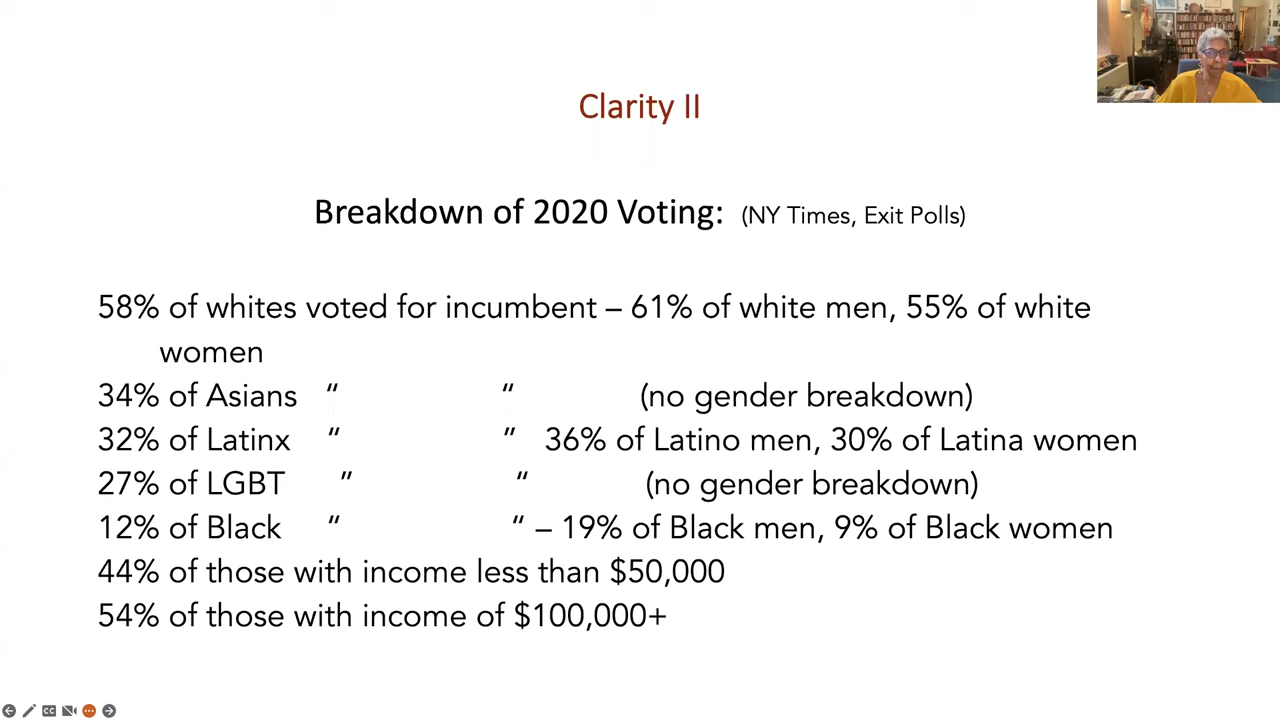 Clarity II
Breakdown of 2020 Voting: (NY Times, Exit Polls)
58% of whites voted for incumbent – 61% of white men, 55% of white
women
34% of Asians " " (no gender breakdown)
32% of Latinx " " 36% of Latino men, 30% of Latina women
27% of LGBT " " (no gender breakdown)
12% of Black " " – 19% of Black men, 9% of Black women
44% of those with income less than $50,000
54% of those with income of $100,000+
CC